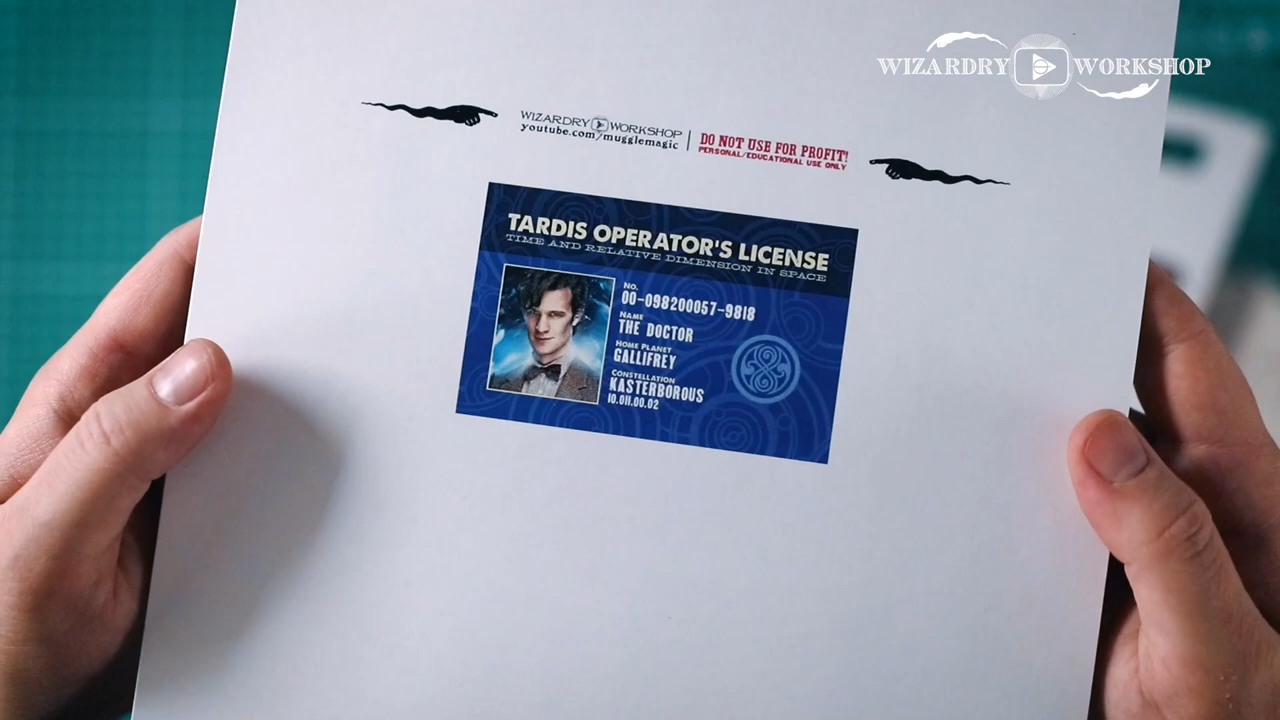 WIZARDRY WORKSHOP
WIZARDRY WORKSHOP
youtube.com/mugglemagic
DO NOT USE FOR PROFIT!
PERSONAL/EDUCATIONAL USE ONLY
TARDIS OPERATOR'S LICENSE
TIME AND RELATIVE DIMENSION IN SPACE
No.
00-098200057-9818
NAME
THE DOCTOR
HOME PLANET
GALLIFREY
CONSTELLATION
KASTERBOROUS
10.011.00.02